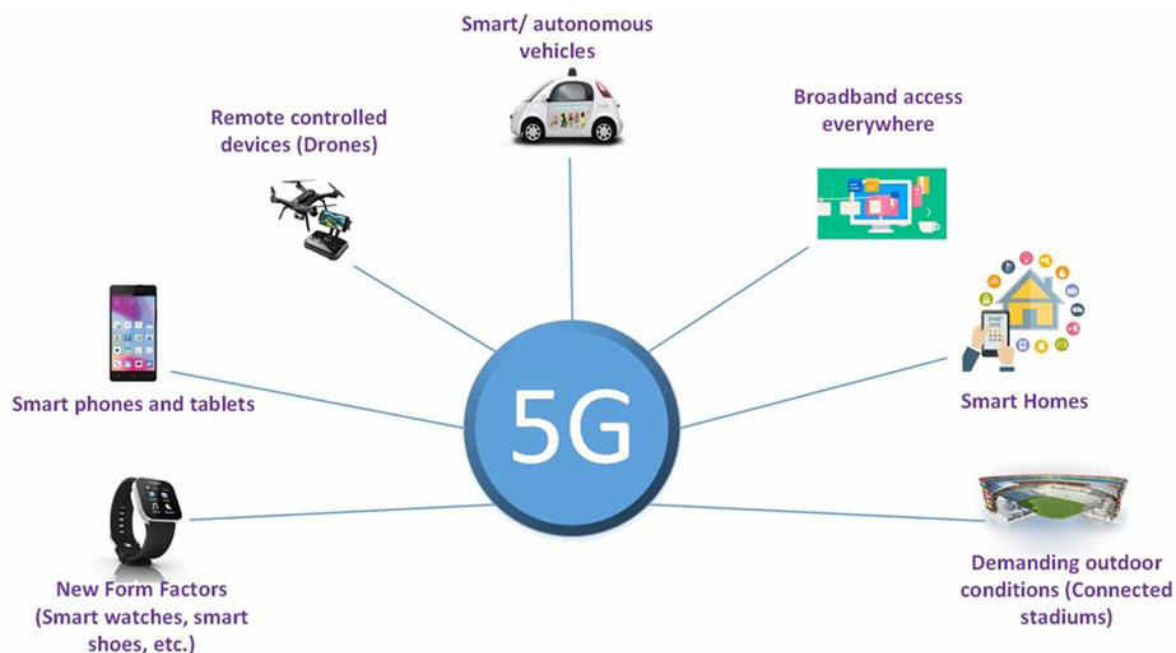 Smart/ autonomous
vehicles
Remote controlled
devices (Drones)
Broadband access
everywhere
Smart phones and tablets
5G
Smart Homes
New Form Factors
(Smart watches, smart
shoes, etc.)
Demanding outdoor
conditions (Connected
stadiums)